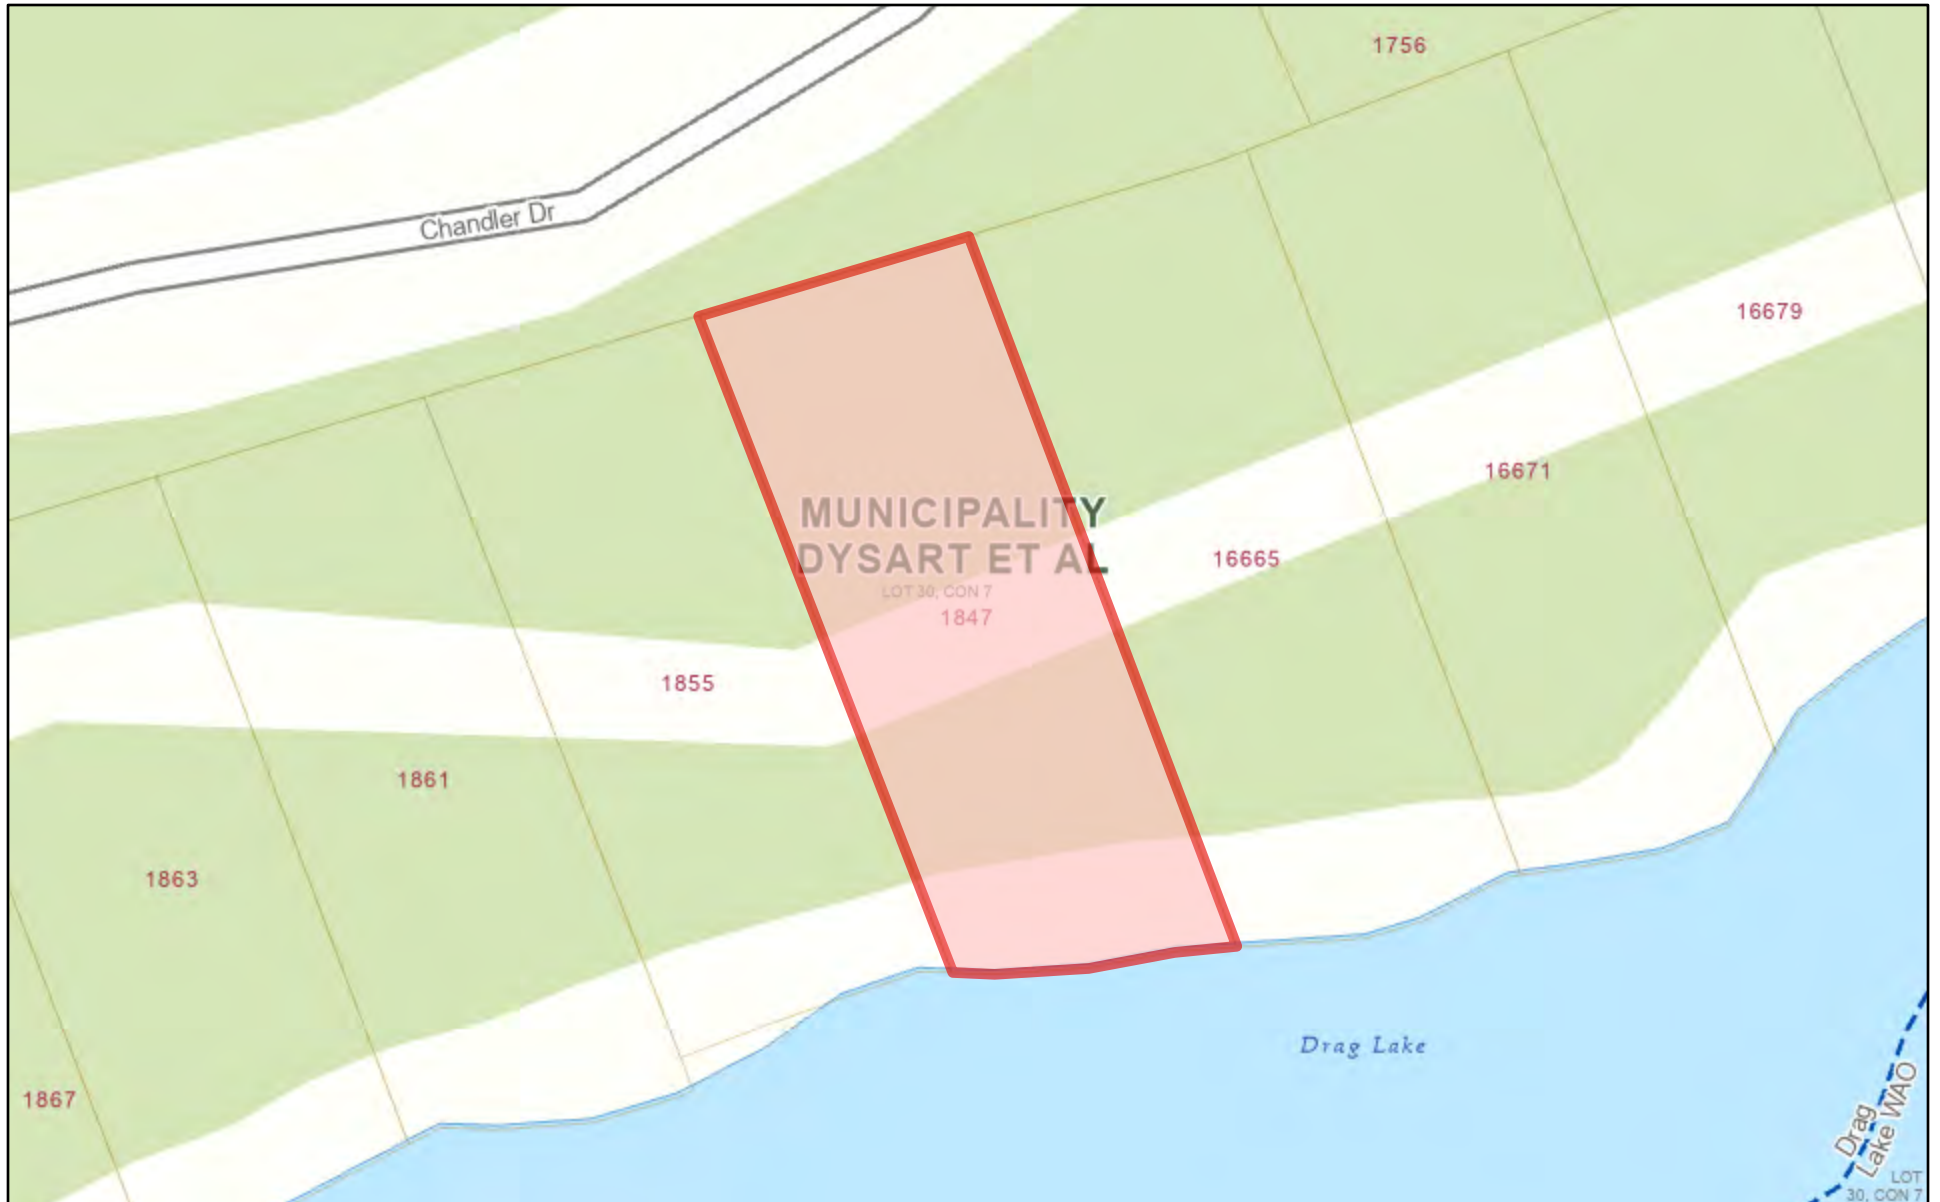 1756
Chandler Dr
16679
16671
MUNICIPALITY
DYSART ET AL
16665
LOT 30, CON 7
1847
1855
1861
1863
Drag Lake
1867
Drag
Lake WAO
LOT
30, CON 7